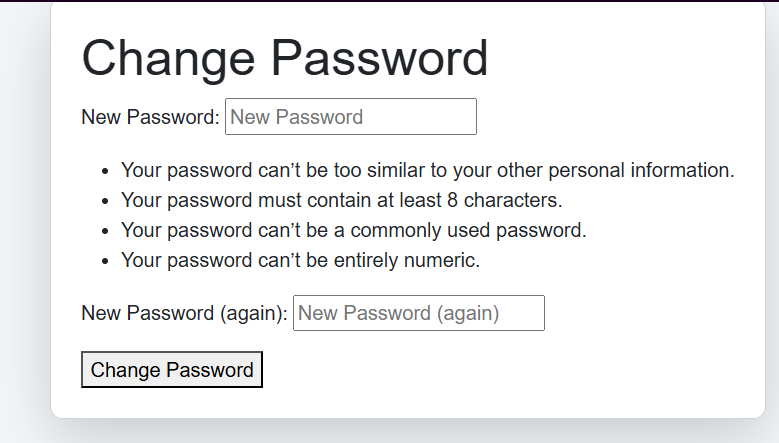 Change Password
New Password: New Password
• Your password can’t be too similar to your other personal information.
• Your password must contain at least 8 characters.
• Your password can’t be a commonly used password.
• Your password can’t be entirely numeric.
New Password (again): New Password (again)
Change Password